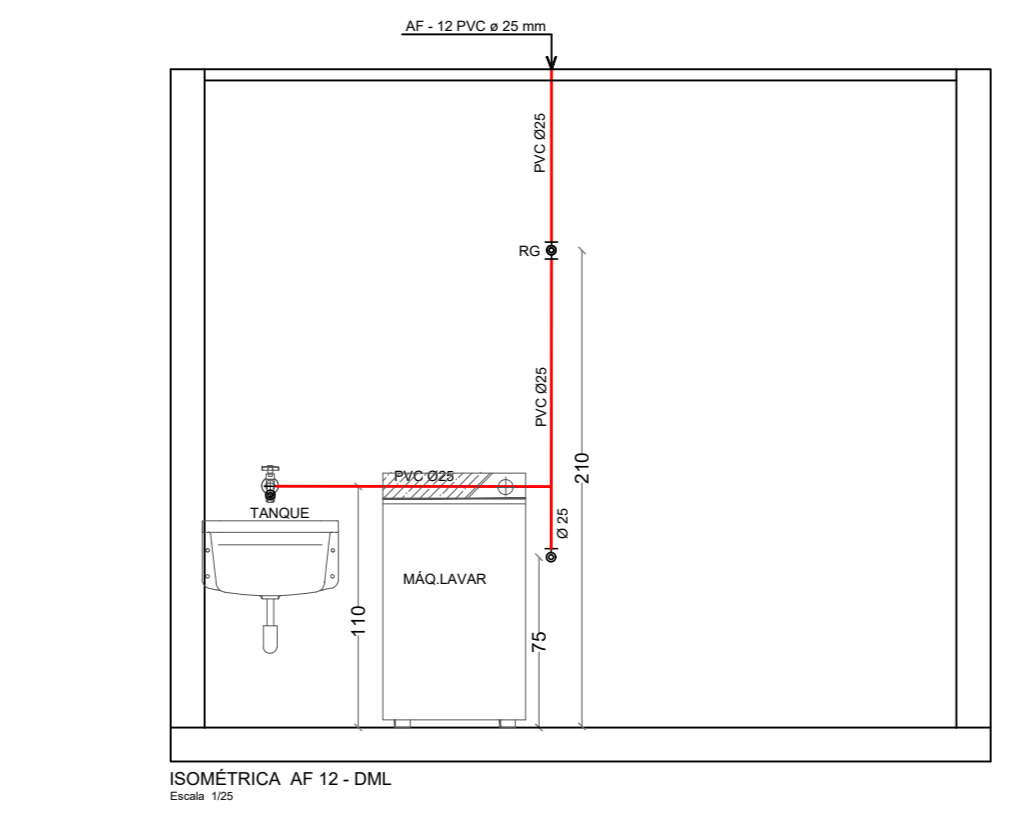 AF - 12 PVC ø 25 mm
PVC Ø25
RG
PVC Ø25
210
PVC Ø25
TANQUE
Ø 25
MÁQ.LAVAR
110
75
ISOMÉTRICA AF 12 - DML
Escala 1/25